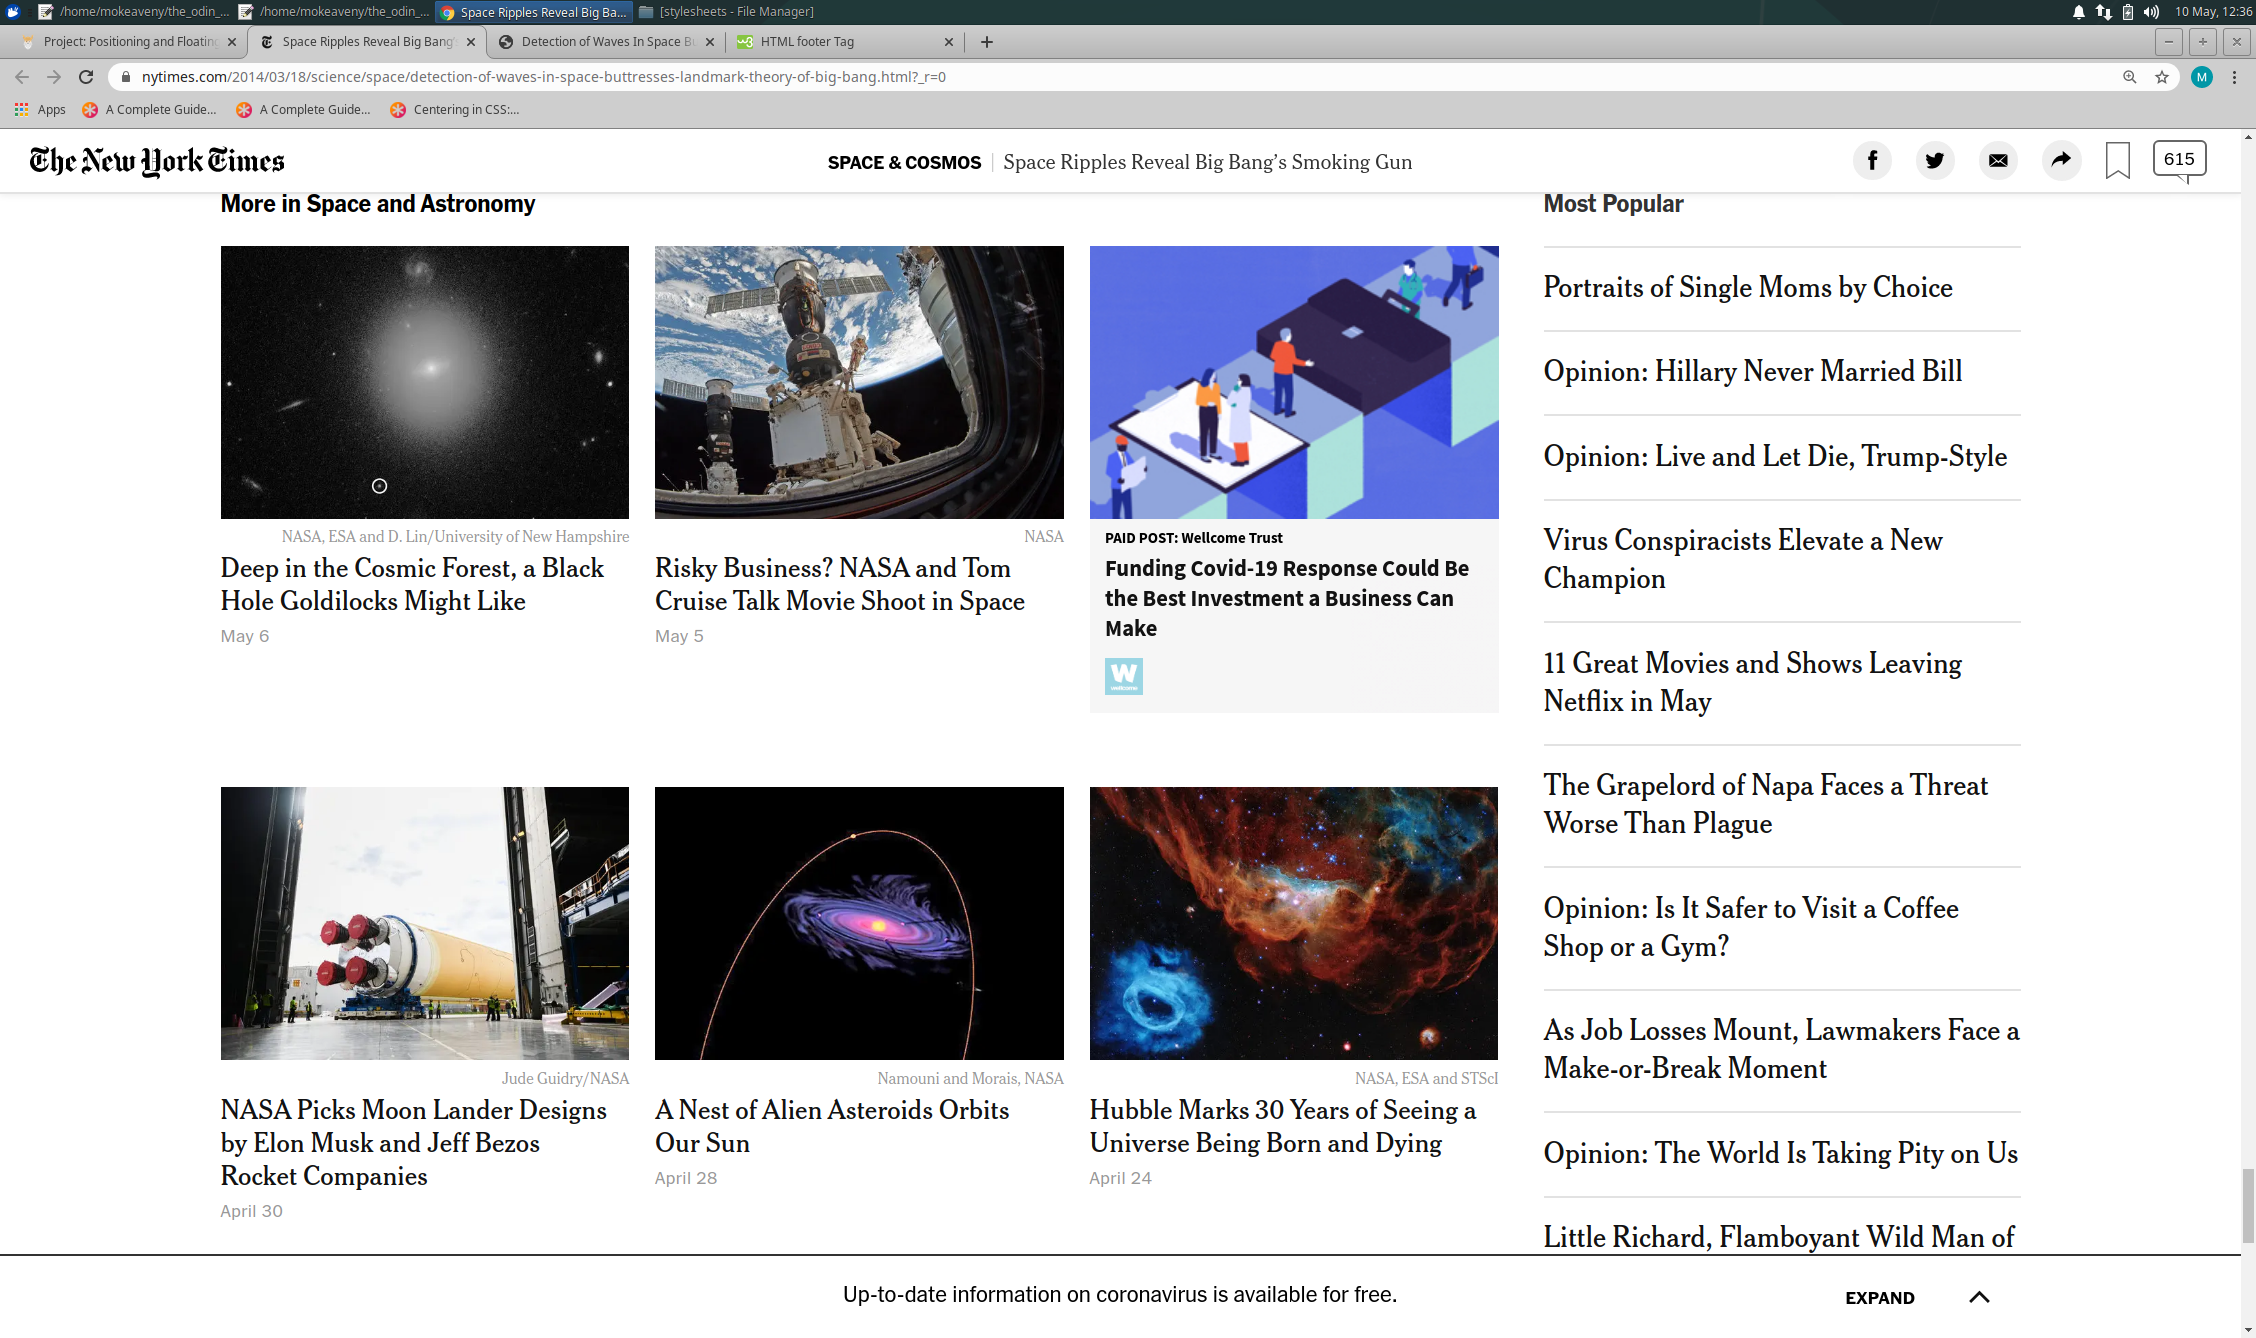 /home/mokeaveny/the_odin_...
/home/mokeaveny/the_odin_...
Space Ripples Reveal Big Ba...
[stylesheets - File Manager]
10 May, 12:36
Project: Positioning and Floating
Space Ripples Reveal Big Bang'
Detection of Waves In Space B
HTML footer Tag
nytimes.com/2014/03/18/science/space/detection-of-waves-in-space-buttresses-landmark-theory-of-big-bang.html?_r=0
M
Apps
A Complete Guide...
A Complete Guide...
Centering in CSS:...
The New York Times
SPACE & COSMOS
Space Ripples Reveal Big Bang’s Smoking Gun
615
More in Space and Astronomy
NASA, ESA and D. Lin/University of New Hampshire
Deep in the Cosmic Forest, a Black
Hole Goldilocks Might Like
May 6
NASA
Risky Business? NASA and Tom
Cruise Talk Movie Shoot in Space
May 5
PAID POST: Wellcome Trust
Funding Covid-19 Response Could Be
the Best Investment a Business Can
Make
W
wellcome
Jude Guidry/NASA
NASA Picks Moon Lander Designs
by Elon Musk and Jeff Bezos
Rocket Companies
April 30
Namouni and Morais, NASA
A Nest of Alien Asteroids Orbits
Our Sun
April 28
NASA, ESA and STScI
Hubble Marks 30 Years of Seeing a
Universe Being Born and Dying
April 24
Most Popular
Portraits of Single Moms by Choice
Opinion: Hillary Never Married Bill
Opinion: Live and Let Die, Trump-Style
Virus Conspiracists Elevate a New
Champion
11 Great Movies and Shows Leaving
Netflix in May
The Grapelord of Napa Faces a Threat
Worse Than Plague
Opinion: Is It Safer to Visit a Coffee
Shop or a Gym?
As Job Losses Mount, Lawmakers Face a
Make-or-Break Moment
Opinion: The World Is Taking Pity on Us
Little Richard, Flamboyant Wild Man of
Up-to-date information on coronavirus is available for free.
EXPAND